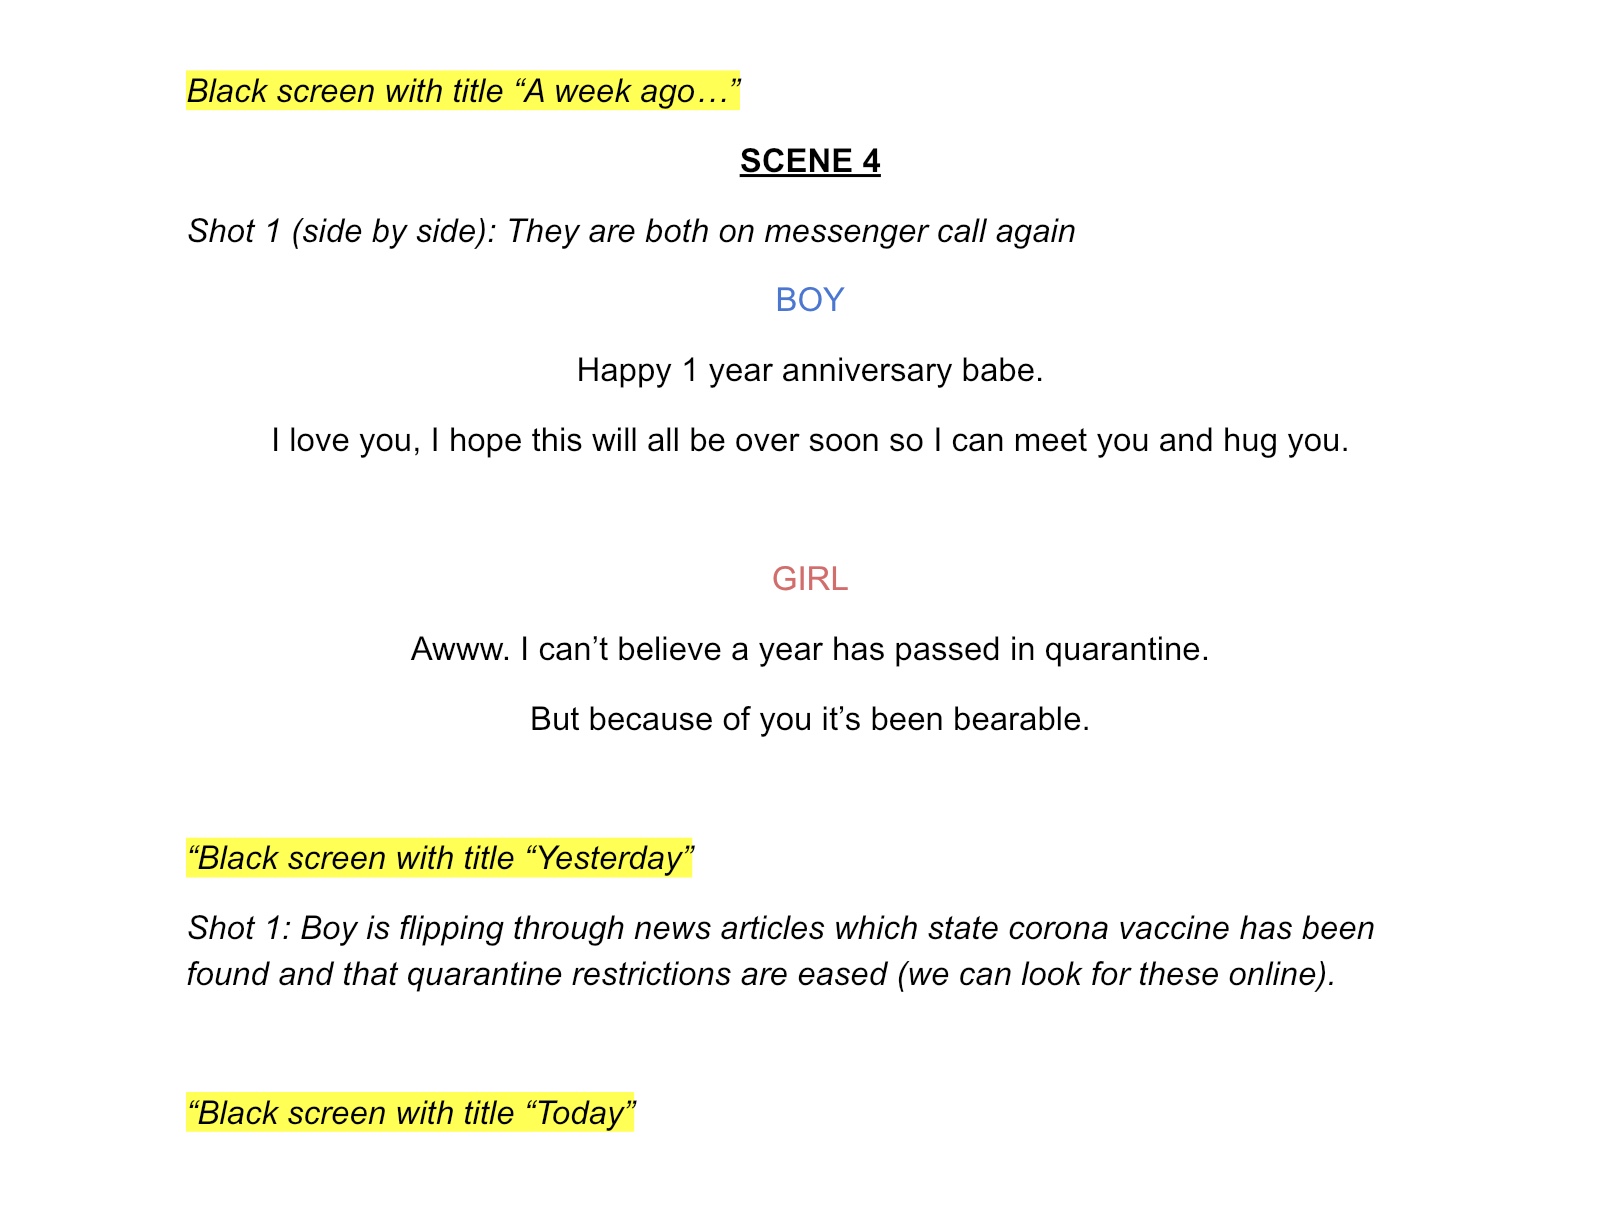 Black screen with title “A week ago…”
SCENE 4
Shot 1 (side by side): They are both on messenger call again
BOY
Happy 1 year anniversary babe.
I love you, I hope this will all be over soon so I can meet you and hug you.
GIRL
Awww. I can’t believe a year has passed in quarantine.
But because of you it’s been bearable.
“Black screen with title “Yesterday”
Shot 1: Boy is flipping through news articles which state corona vaccine has been
found and that quarantine restrictions are eased (we can look for these online).
“Black screen with title “Today”